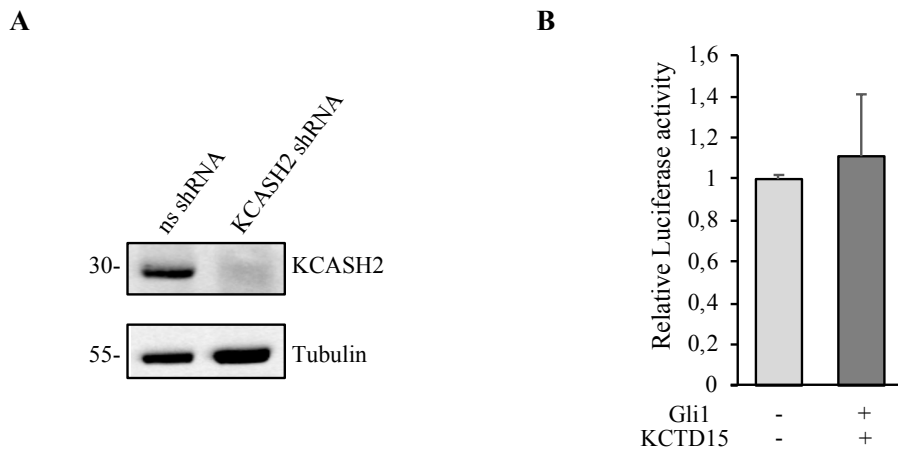 A
ns shRNA
KCASH2 shRNA
30-
KCASH2
55-
Tubulin
B
Relative Luciferase activity
1,6
1,4
1,2
1
0,8
0,6
0,4
0,2
0
Gli1 - +
KCTD15 - +